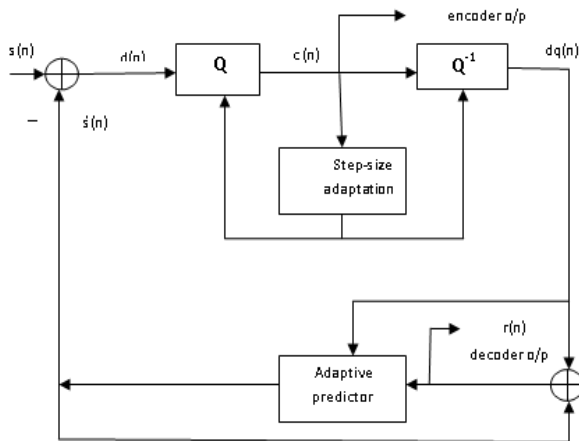 encoder o/p
s(n)
d(n)
Q
c(n)
Q-1
dq(n)
–
s(n)
Step-size
adaptation
r(n)
decoder o/p
Adaptive
predictor